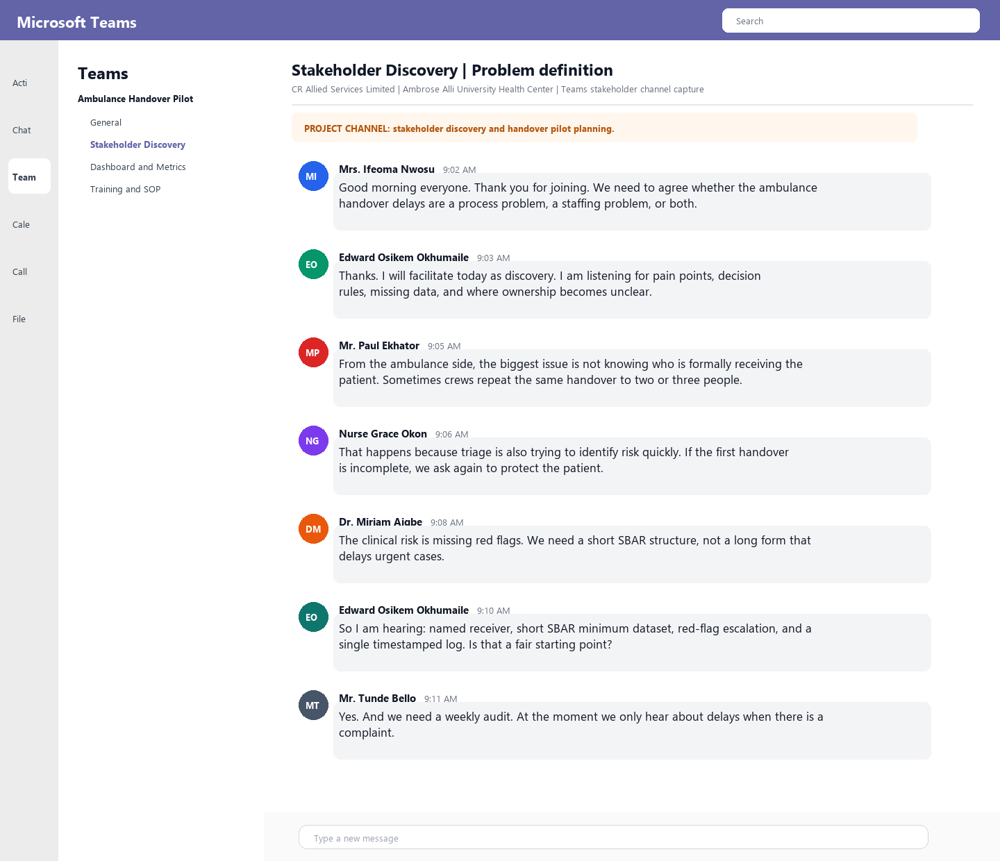 Microsoft Teams
Search
Acti
Chat
Team
Cale
Call
File
Teams
Ambulance Handover Pilot
General
Stakeholder Discovery
Dashboard and Metrics
Training and SOP
Stakeholder Discovery | Problem definition
CR Allied Services Limited | Ambrose Alli University Health Center | Teams stakeholder channel capture
PROJECT CHANNEL: stakeholder discovery and handover pilot planning.
MI
Mrs. Ifeoma Nwosu 9:02 AM
Good morning everyone. Thank you for joining. We need to agree whether the ambulance
handover delays are a process problem, a staffing problem, or both.
EO
Edward Osikem Okhumaile 9:03 AM
Thanks. I will facilitate today as discovery. I am listening for pain points, decision
rules, missing data, and where ownership becomes unclear.
MP
Mr. Paul Ekhator 9:05 AM
From the ambulance side, the biggest issue is not knowing who is formally receiving the
patient. Sometimes crews repeat the same handover to two or three people.
NG
Nurse Grace Okon 9:06 AM
That happens because triage is also trying to identify risk quickly. If the first handover
is incomplete, we ask again to protect the patient.
DM
Dr. Miriam Aigbe 9:08 AM
The clinical risk is missing red flags. We need a short SBAR structure, not a long form that
delays urgent cases.
EO
Edward Osikem Okhumaile 9:10 AM
So I am hearing: named receiver, short SBAR minimum dataset, red-flag escalation, and a
single timestamped log. Is that a fair starting point?
MT
Mr. Tunde Bello 9:11 AM
Yes. And we need a weekly audit. At the moment we only hear about delays when there is a
complaint.
Type a new message